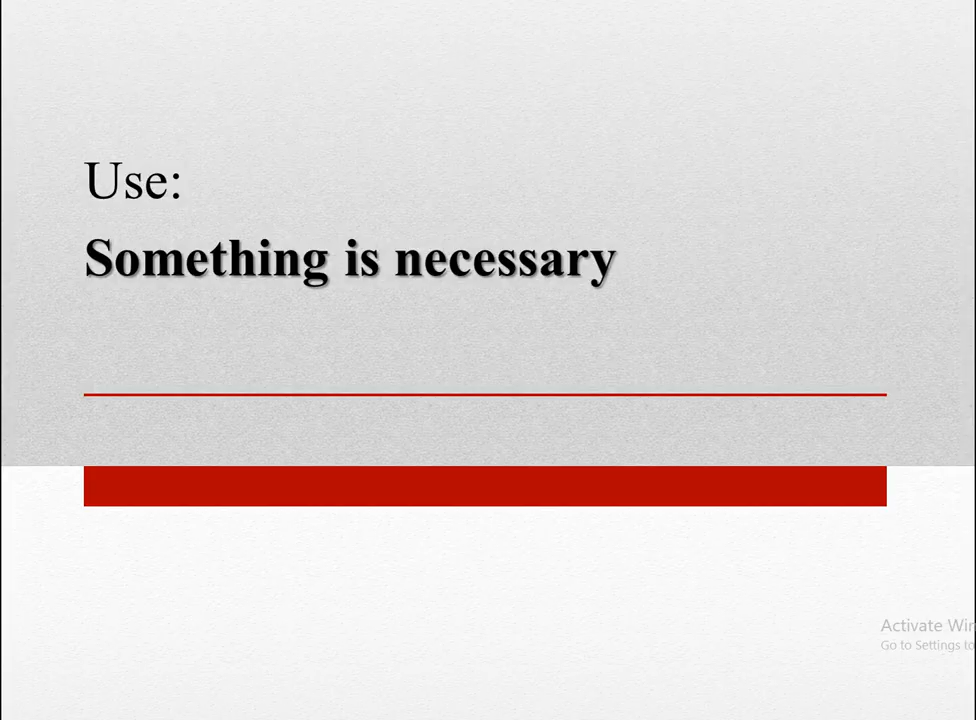 Use:
Something is necessary
Activate Win
Go to Settings to